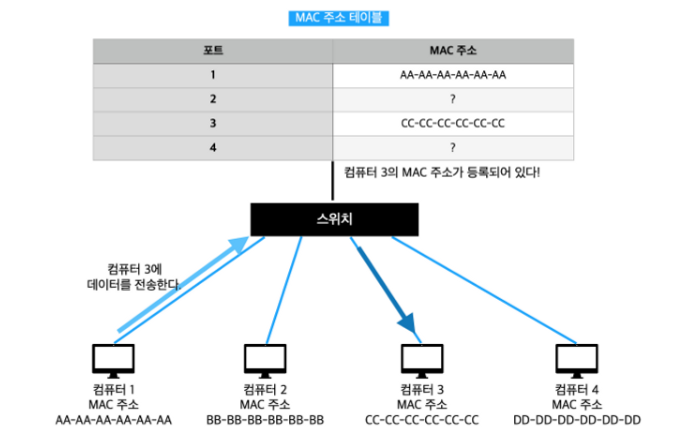 MAC 주소 테이블
포트 MAC 주소
1 AA-AA-AA-AA-AA-AA
2 ?
3 CC-CC-CC-CC-CC-CC
4 ?
컴퓨터 3의 MAC 주소가 등록되어 있다!
스위치
컴퓨터 3에
데이터를 전송한다.
컴퓨터 1
MAC 주소
AA-AA-AA-AA-AA-AA
컴퓨터 2
MAC 주소
BB-BB-BB-BB-BB-BB
컴퓨터 3
MAC 주소
CC-CC-CC-CC-CC-CC
컴퓨터 4
MAC 주소
DD-DD-DD-DD-DD-DD